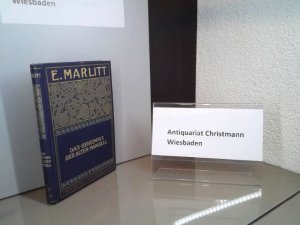 Wiesbaden
E. MARLITT
DAS GEHEIMNIS
DER ALTEN MAMSELL
Antiquariat Christmann
Wiesbaden